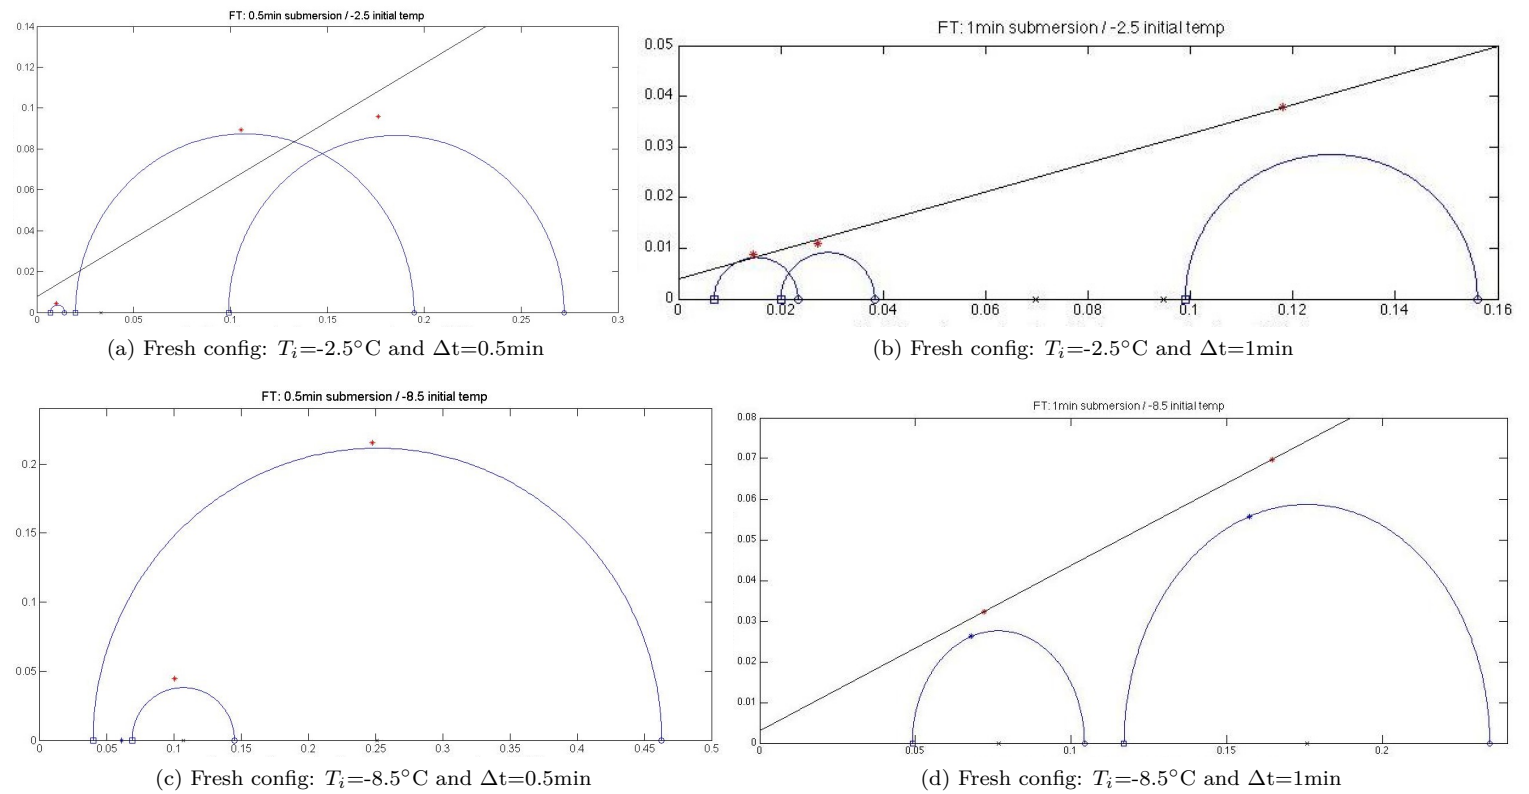 FT: 0.5min submersion / -2.5 initial temp
0.14
0.12
0.1
0.08
0.06
0.04
0.02
0
0 0.05 0.1 0.15 0.2 0.25 0.3
(a) Fresh config: Tᵢ=-2.5°C and Δt=0.5min
FT: 1min submersion / -2.5 initial temp
0.05
0.04
0.03
0.02
0.01
0
0 0.02 0.04 0.06 0.08 0.1 0.12 0.14 0.16
(b) Fresh config: Tᵢ=-2.5°C and Δt=1min
FT: 0.5min submersion / -8.5 initial temp
0.2
0.15
0.1
0.05
0
0 0.05 0.1 0.15 0.2 0.25 0.3 0.35 0.4 0.45 0.5
(c) Fresh config: Tᵢ=-8.5°C and Δt=0.5min
FT: 1min submersion / -8.5 initial temp
0.08
0.07
0.06
0.05
0.04
0.03
0.02
0.01
0
0 0.05 0.1 0.15 0.2
(d) Fresh config: Tᵢ=-8.5°C and Δt=1min